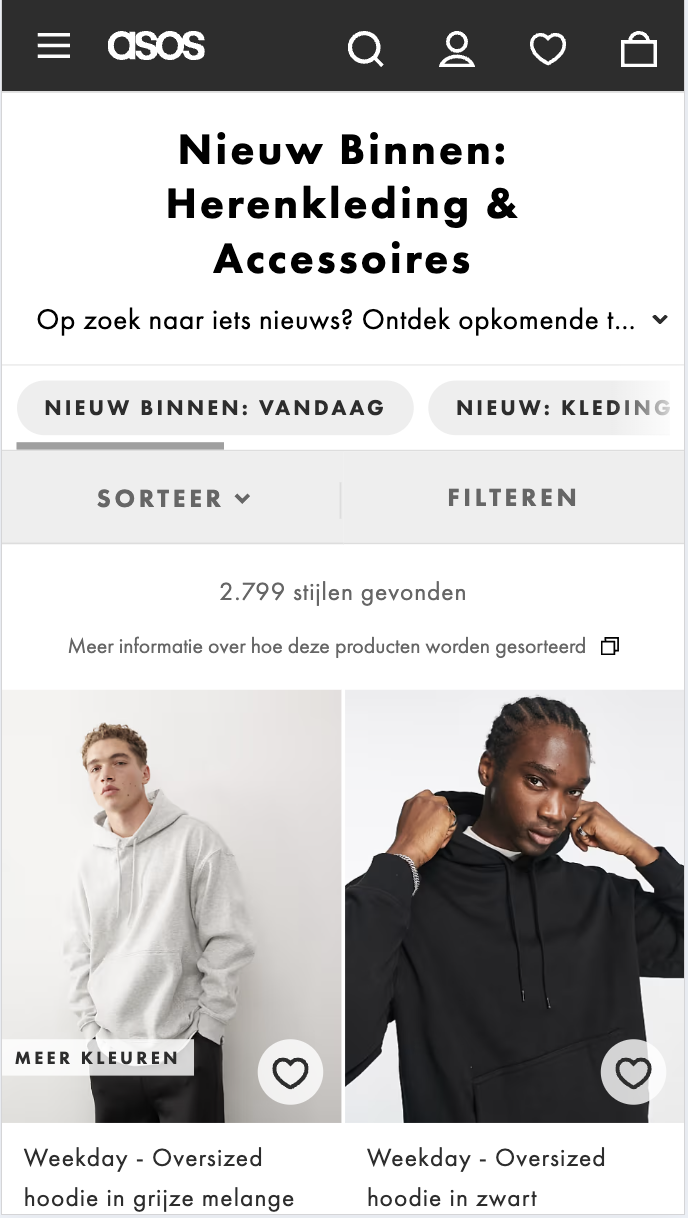 asos
Nieuw Binnen:
Herenkleding &
Accessoires
Op zoek naar iets nieuws? Ontdek opkomende t...
NIEUW BINNEN: VANDAAG
NIEUW: KLEDING
SORTEER
FILTEREN
2.799 stijlen gevonden
Meer informatie over hoe deze producten worden gesorteerd
MEER KLEUREN
Weekday - Oversized
hoodie in grijze melange
Weekday - Oversized
hoodie in zwart